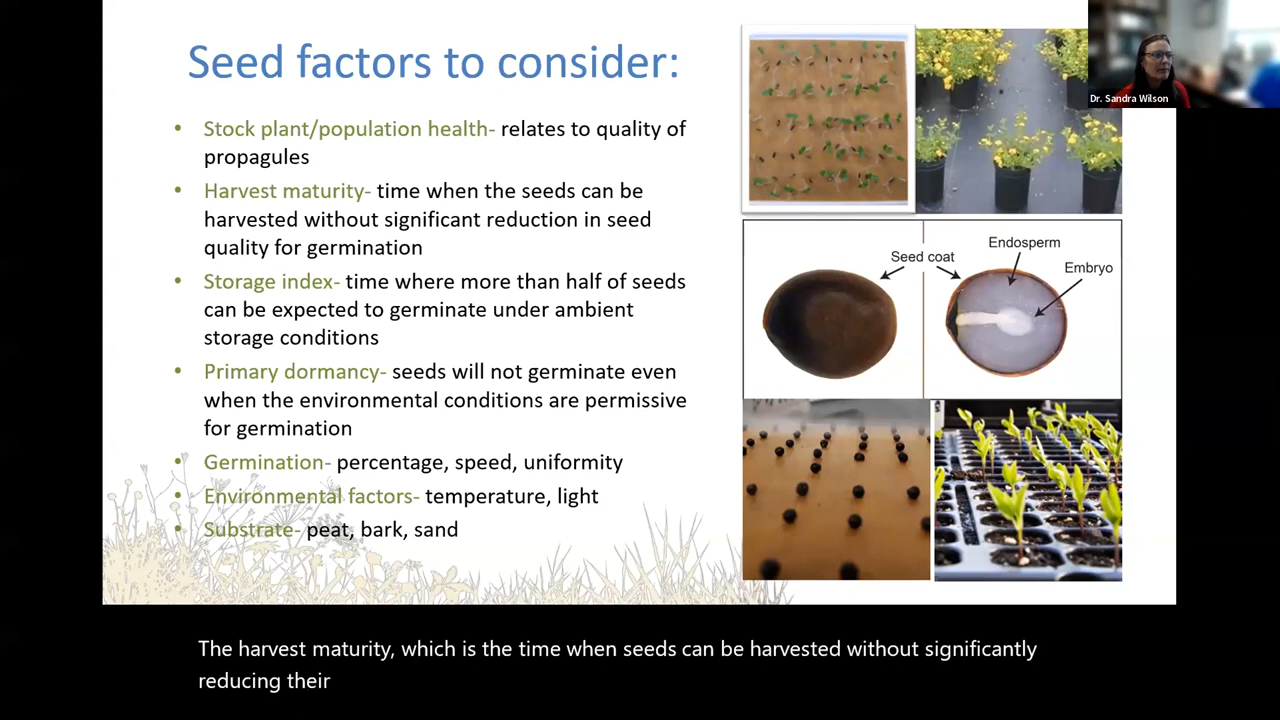 Seed factors to consider:
• Stock plant/population health- relates to quality of
propagules
• Harvest maturity- time when the seeds can be
harvested without significant reduction in seed
quality for germination
• Storage index- time where more than half of seeds
can be expected to germinate under ambient
storage conditions
• Primary dormancy- seeds will not germinate even
when the environmental conditions are permissive
for germination
• Germination- percentage, speed, uniformity
• Environmental factors- temperature, light
• Substrate- peat, bark, sand
Dr. Sandra Wilson
Endosperm
Seed coat
Embryo
The harvest maturity, which is the time when seeds can be harvested without significantly
reducing their